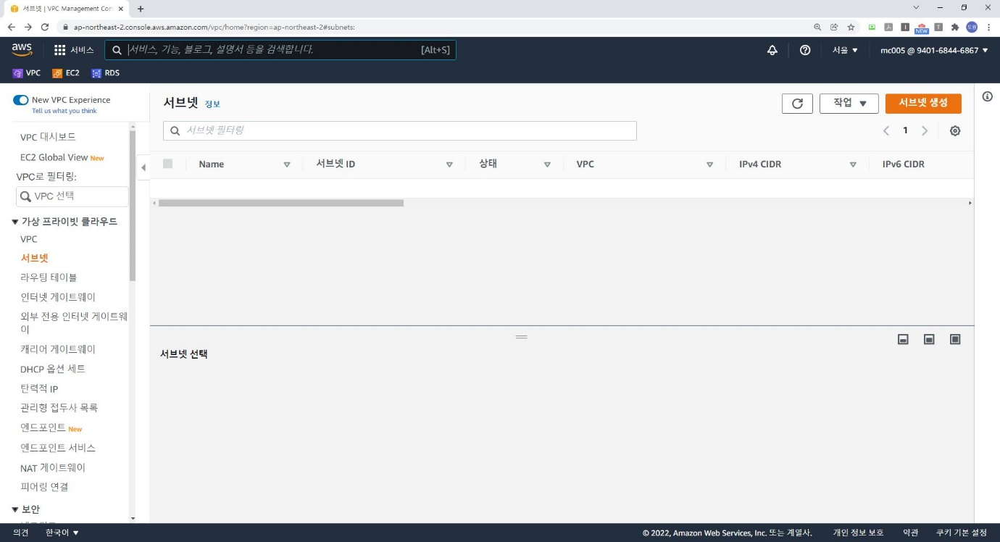 서브넷 | VPC Management Con
ap-northeast-2.console.aws.amazon.com/vpc/home?region=ap-northeast-2#subnets:
NEW
도원
aws
서비스
서비스, 기능, 블로그, 설명서 등을 검색합니다.
[Alt+S]
서울
mc005 @ 9401-6844-6867
VPC
EC2
RDS
New VPC Experience
Tell us what you think
VPC 대시보드
EC2 Global View New
VPC로 필터링:
VPC 선택
가상 프라이빗 클라우드
VPC
서브넷
라우팅 테이블
인터넷 게이트웨이
외부 전용 인터넷 게이트웨
이
캐리어 게이트웨이
DHCP 옵션 세트
탄력적 IP
관리형 접두사 목록
엔드포인트 New
엔드포인트 서비스
NAT 게이트웨이
피어링 연결
보안
서브넷 정보
작업
서브넷 생성
서브넷 필터링
1
Name
서브넷 ID
상태
VPC
IPv4 CIDR
IPv6 CIDR
서브넷 선택
의견
한국어
© 2022, Amazon Web Services, Inc. 또는 계열사.
개인 정보 보호
약관
쿠키 기본 설정